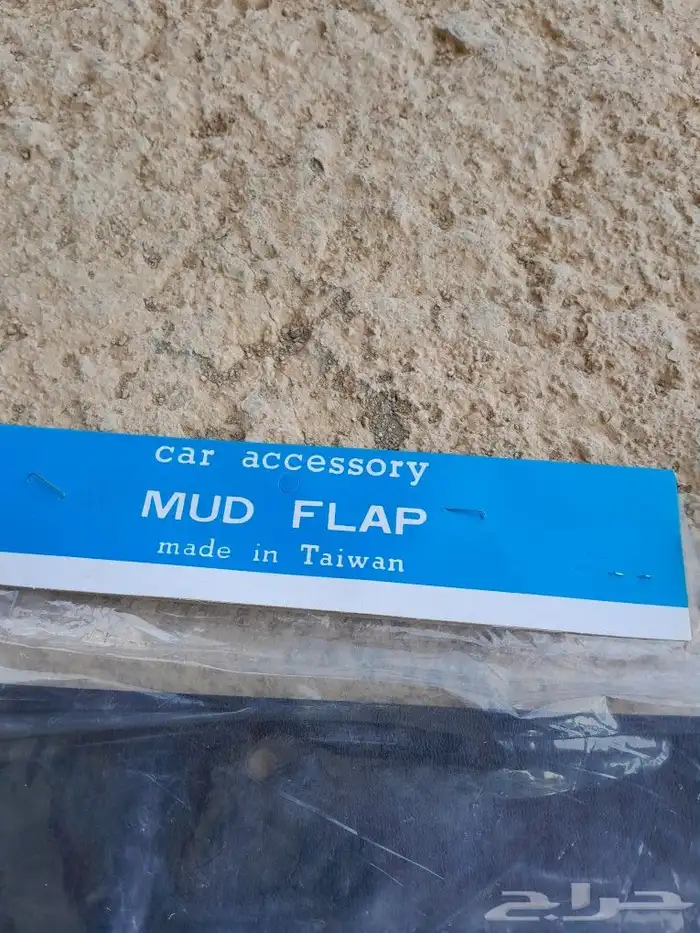 car accessory
MUD FLAP
made in Taiwan
حراج